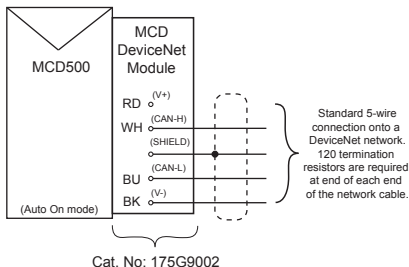 MCD500
(Auto On mode)
MCD
DeviceNet
Module
RD (V+)
WH (CAN-H)
(SHIELD)
BU (CAN-L)
BK (V-)
Standard 5-wire
connection onto a
DeviceNet network.
120 termination
resistors are required
at end of each end
of the network cable.
Cat. No: 175G9002